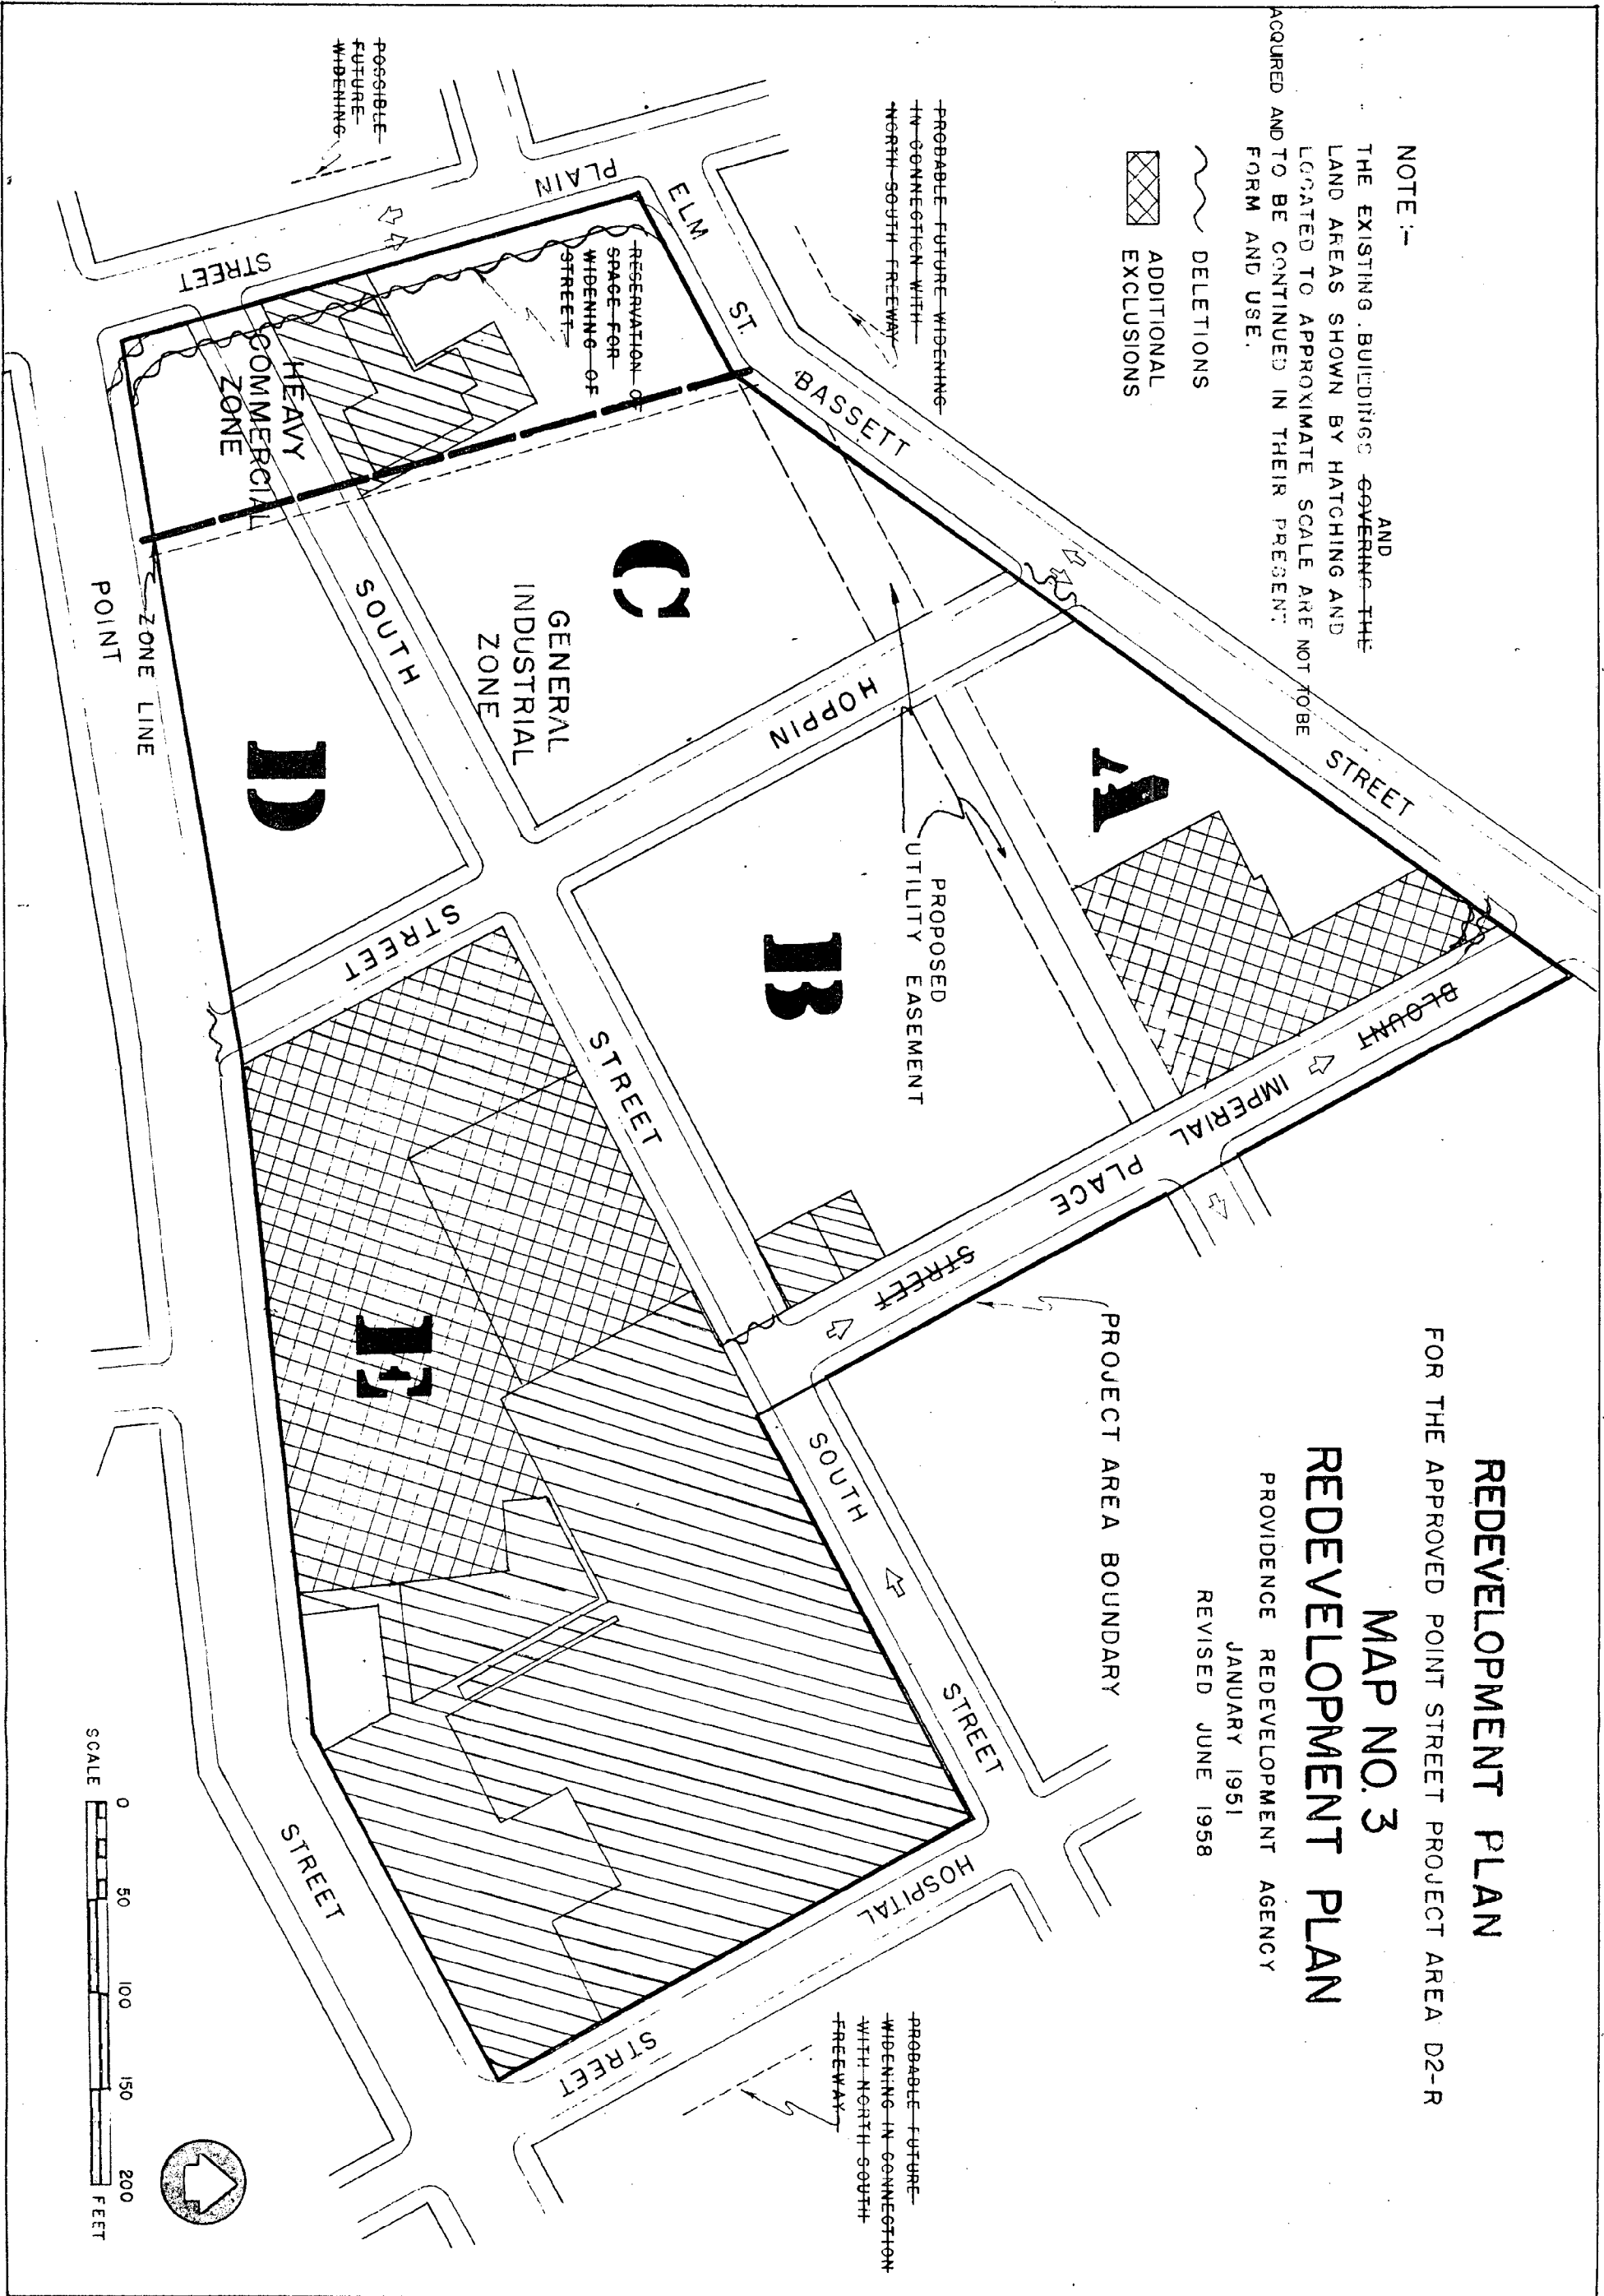 REDEVELOPMENT PLAN
FOR THE APPROVED POINT STREET PROJECT AREA D2-R
MAP NO. 3
REDEVELOPMENT PLAN
PROVIDENCE REDEVELOPMENT AGENCY
JANUARY 1951
REVISED JUNE 1958
NOTE :-
AND
THE EXISTING BUILDINGS COVERING THE
LAND AREAS SHOWN BY HATCHING AND
LOCATED TO APPROXIMATE SCALE ARE NOT TO BE
ACQUIRED AND TO BE CONTINUED IN THEIR PRESENT
FORM AND USE.
DELETIONS
ADDITIONAL
EXCLUSIONS
PROBABLE FUTURE WIDENING
IN CONNECTION WITH
NORTH-SOUTH FREEWAY
POSSIBLE
FUTURE
WIDENING
RESERVATION OF
SPACE FOR
WIDENING OF
STREET
ELM ST.
PLAIN
STREET
BASSETT
STREET
HEAVY
COMMERCIAL
ZONE
GENERAL
INDUSTRIAL
ZONE
A
B
C
D
E
SOUTH
STREET
SOUTH
STREET
HOPPIN
STREET
BLOUNT
IMPERIAL
PLACE
STREET
PROPOSED
UTILITY EASEMENT
PROJECT AREA BOUNDARY
ZONE LINE
POINT
STREET
HOSPITAL
STREET
PROBABLE FUTURE
WIDENING IN CONNECTION
WITH NORTH SOUTH
FREEWAY
SCALE 0 50 100 150 200 FEET